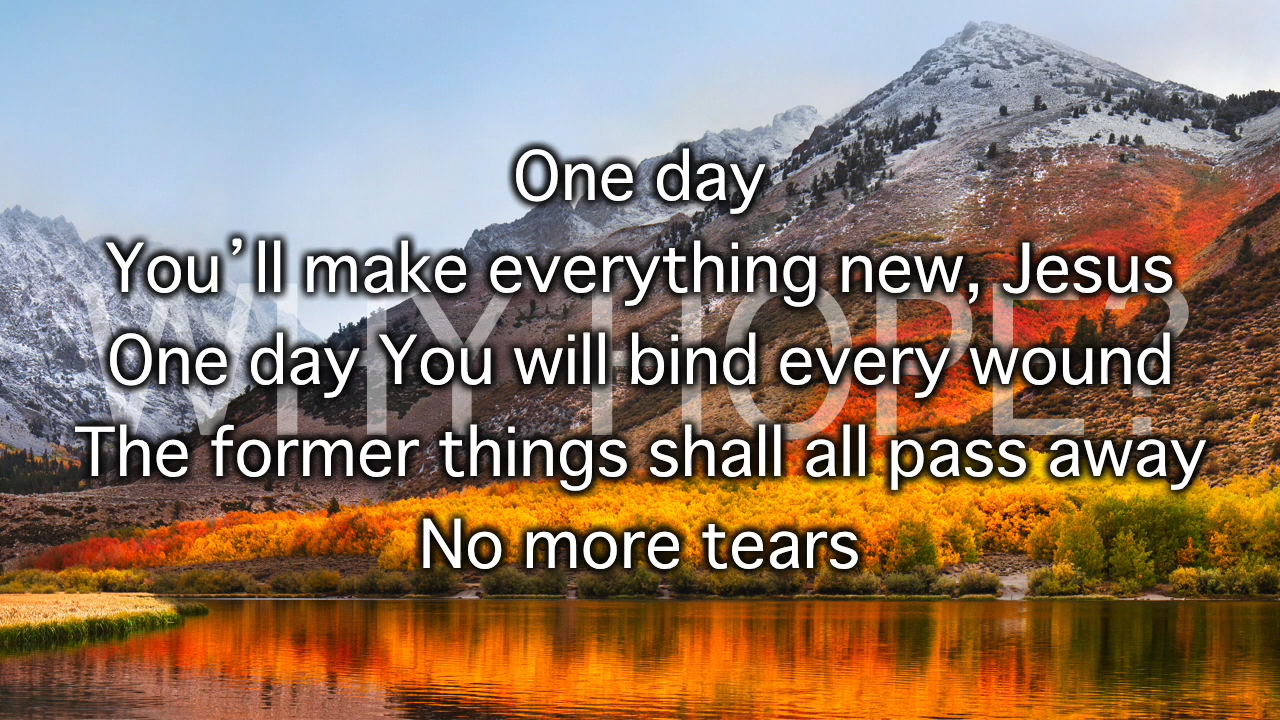 One day
You’ll make everything new, Jesus
WHY HOPE?
One day You will bind every wound
The former things shall all pass away
No more tears